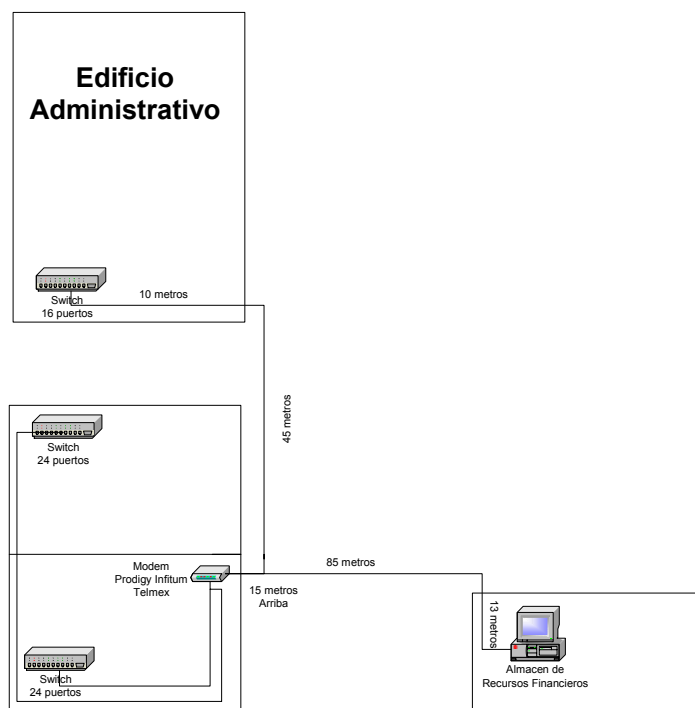 Edificio
Administrativo
Switch
16 puertos
10 metros
45 metros
Switch
24 puertos
Modem
Prodigy Infitum
Telmex
15 metros
Arriba
85 metros
13 metros
Switch
24 puertos
Almacen de
Recursos Financieros